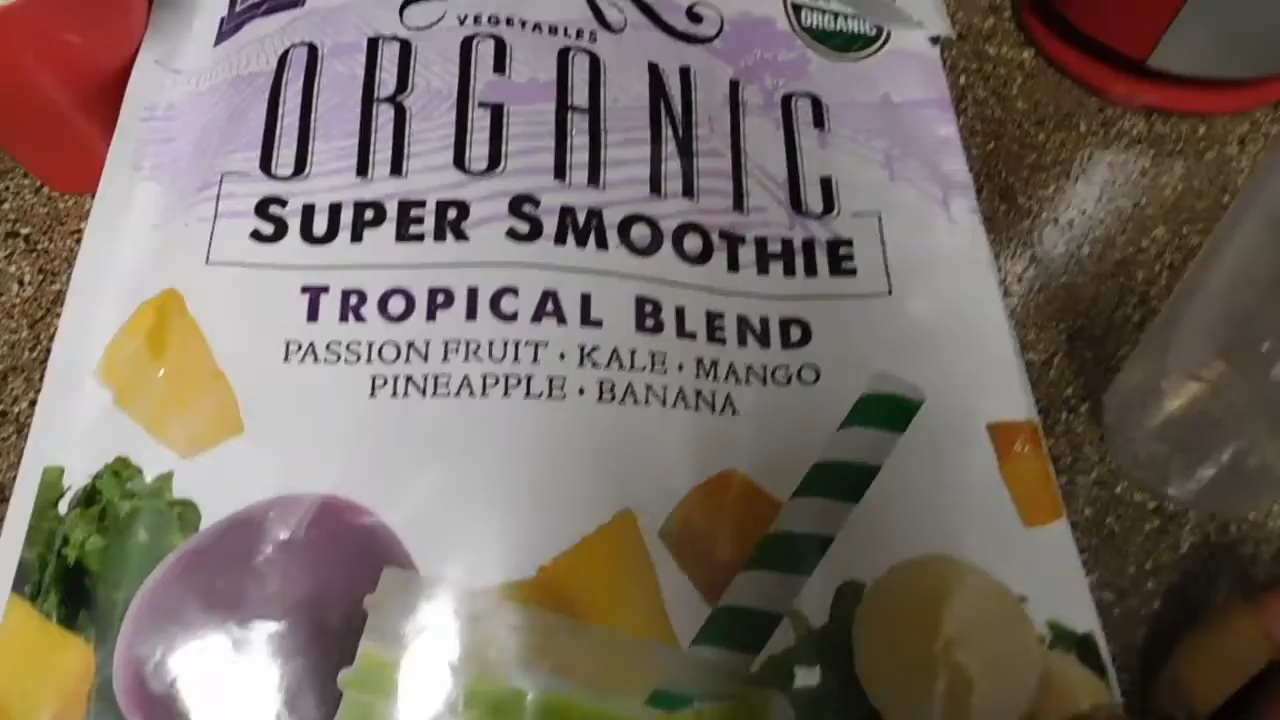 VEGETABLES
ORGANIC
ORGANIC
SUPER SMOOTHIE
TROPICAL BLEND
PASSION FRUIT • KALE • MANGO
PINEAPPLE • BANANA